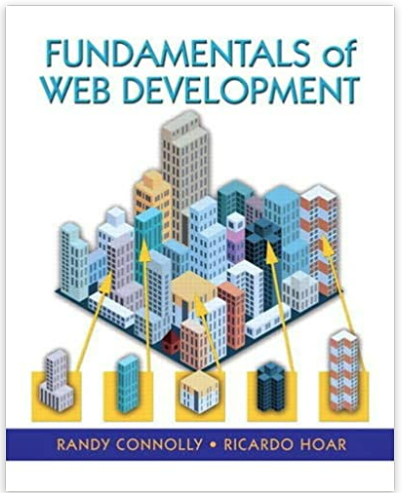 FUNDAMENTALS of
WEB DEVELOPMENT
RANDY CONNOLLY • RICARDO HOAR